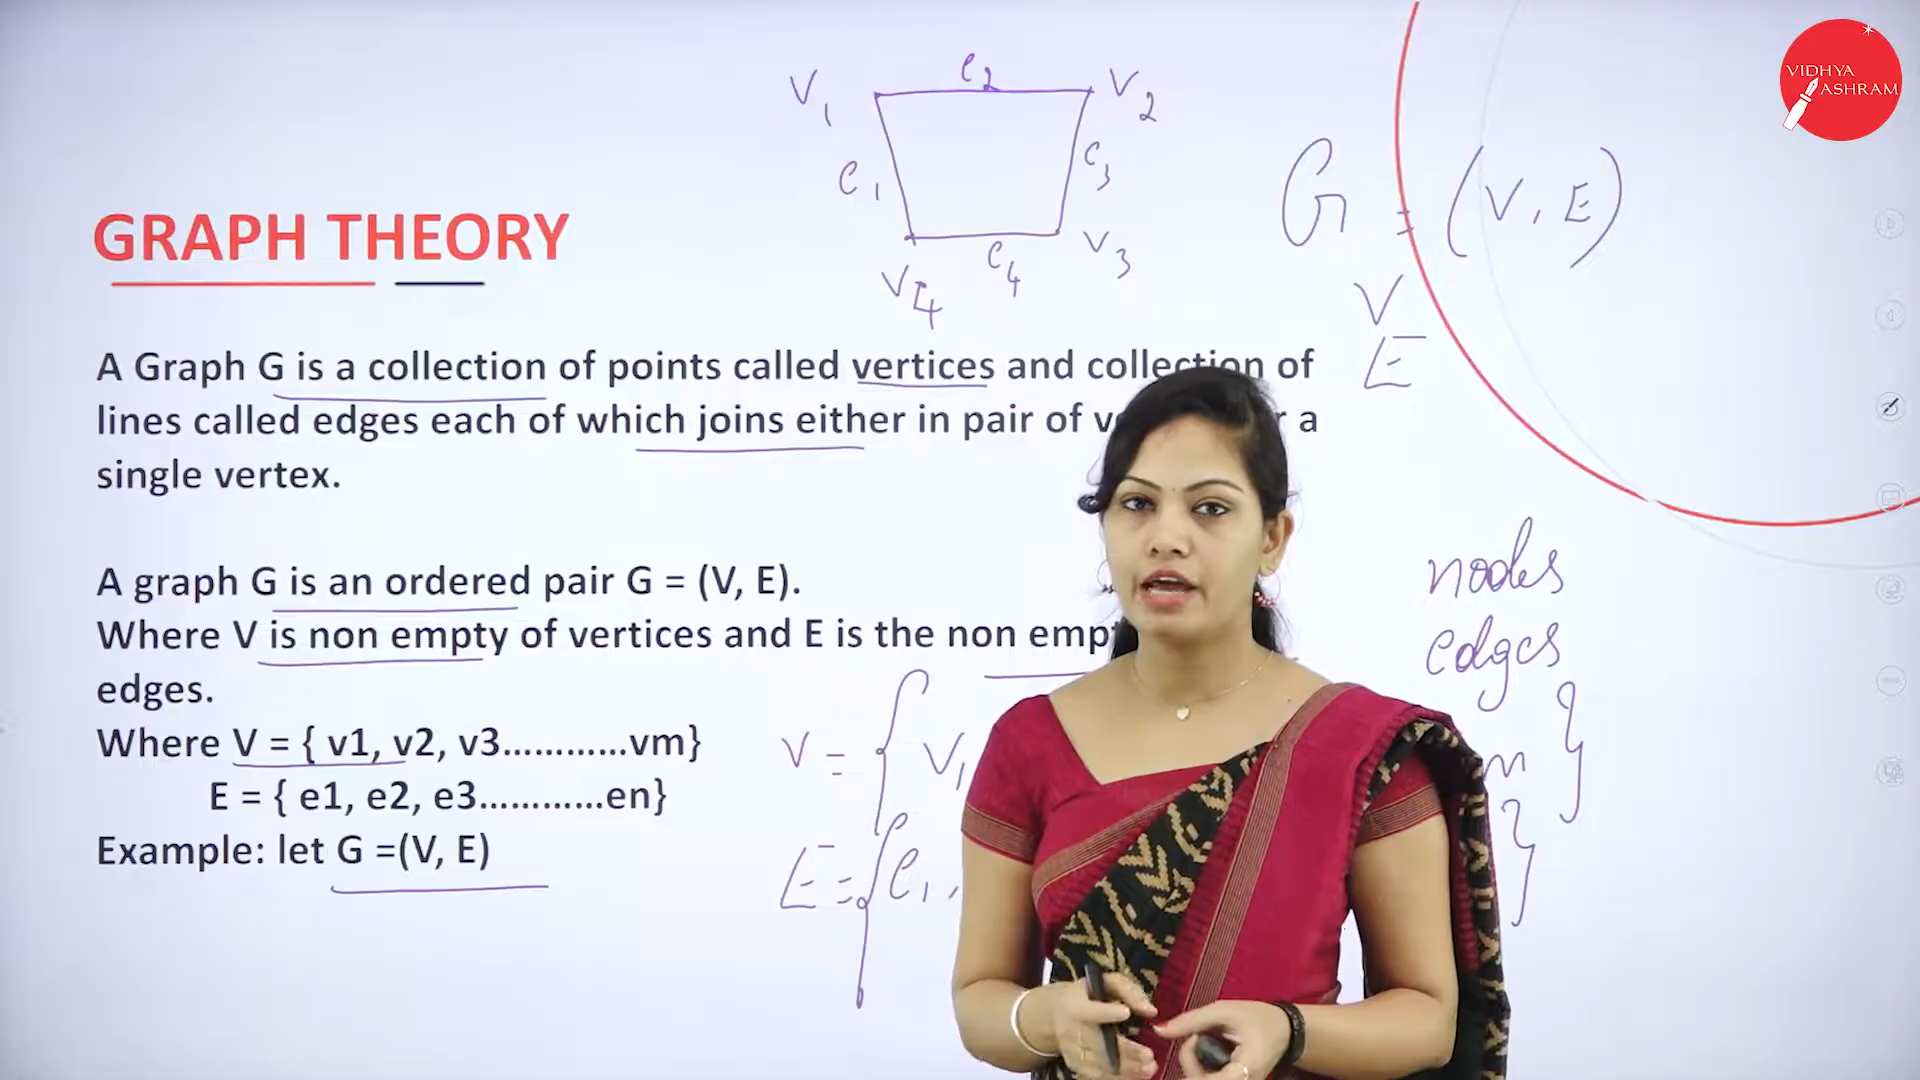 VIDHYA
ASHRAM
e2
V1
V2
e1
e3
e4
V3
V4
G = (V, E)
V
E
GRAPH THEORY
A Graph G is a collection of points called vertices and collection of
lines called edges each of which joins either in pair of a
single vertex.
A graph G is an ordered pair G = (V, E).
Where V is non empty of vertices and E is the non
edges.
Where V = { v1, v2, v3............vm}
E = { e1, e2, e3............en}
Example: let G =(V, E)
nodes
edges
V = { V1 m }
E = { e1, }